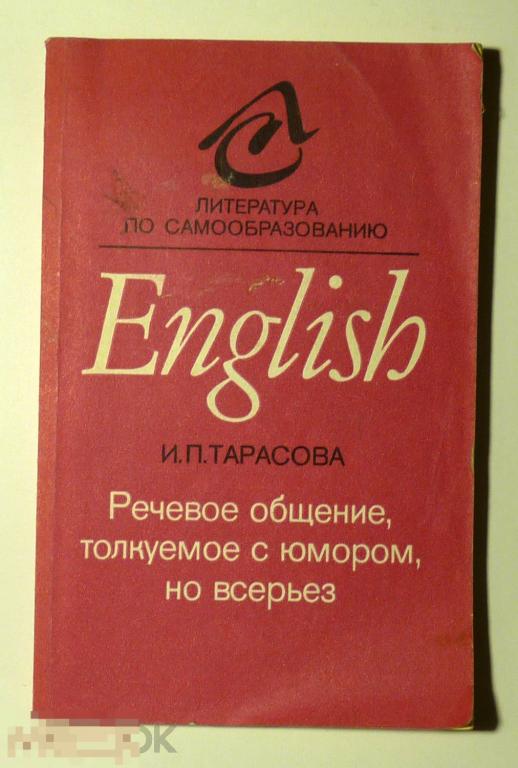 ЛИТЕРАТУРА
ПО САМООБРАЗОВАНИЮ
English
И.П.ТАРАСОВА
Речевое общение,
толкуемое с юмором,
но всерьез